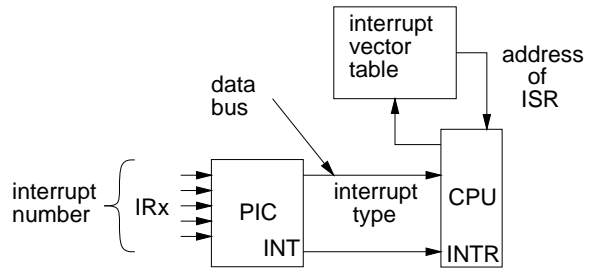 interrupt
vector
table
address
of
ISR
data
bus
interrupt
number
IRx
PIC
INT
interrupt
type
CPU
INTR